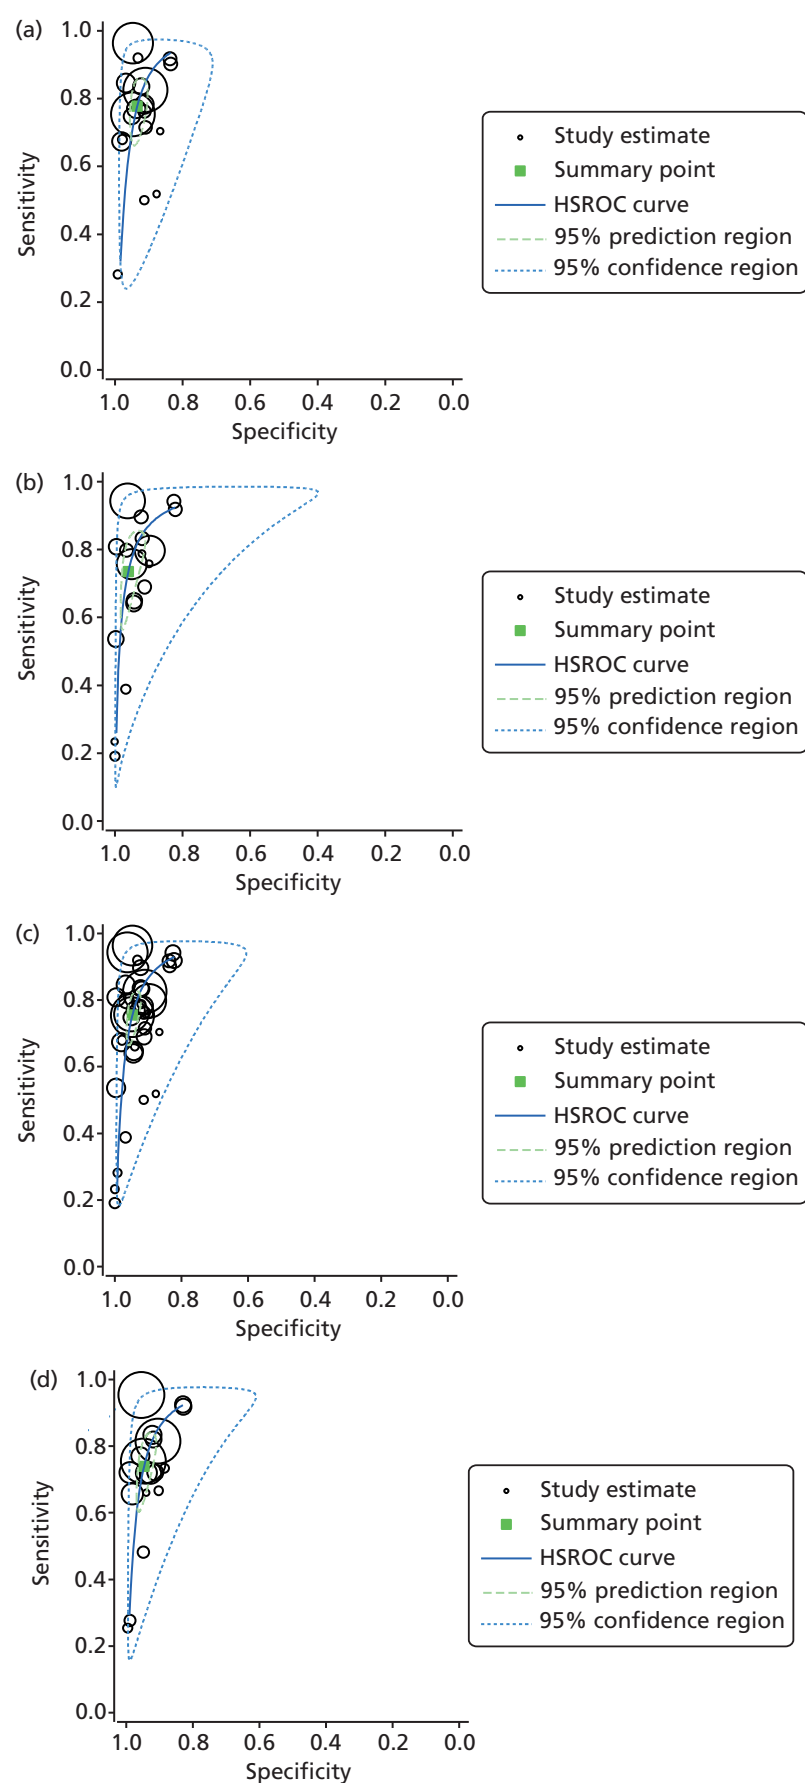 (a)
1.0
0.8
0.6
0.4
0.2
0.0
Sensitivity
1.0 0.8 0.6 0.4 0.2 0.0
Specificity
Study estimate
Summary point
HSROC curve
95% prediction region
95% confidence region
(b)
1.0
0.8
0.6
0.4
0.2
0.0
Sensitivity
1.0 0.8 0.6 0.4 0.2 0.0
Specificity
Study estimate
Summary point
HSROC curve
95% prediction region
95% confidence region
(c)
1.0
0.8
0.6
0.4
0.2
0.0
Sensitivity
1.0 0.8 0.6 0.4 0.2 0.0
Specificity
Study estimate
Summary point
HSROC curve
95% prediction region
95% confidence region
(d)
1.0
0.8
0.6
0.4
0.2
0.0
Sensitivity
1.0 0.8 0.6 0.4 0.2 0.0
Specificity
Study estimate
Summary point
HSROC curve
95% prediction region
95% confidence region